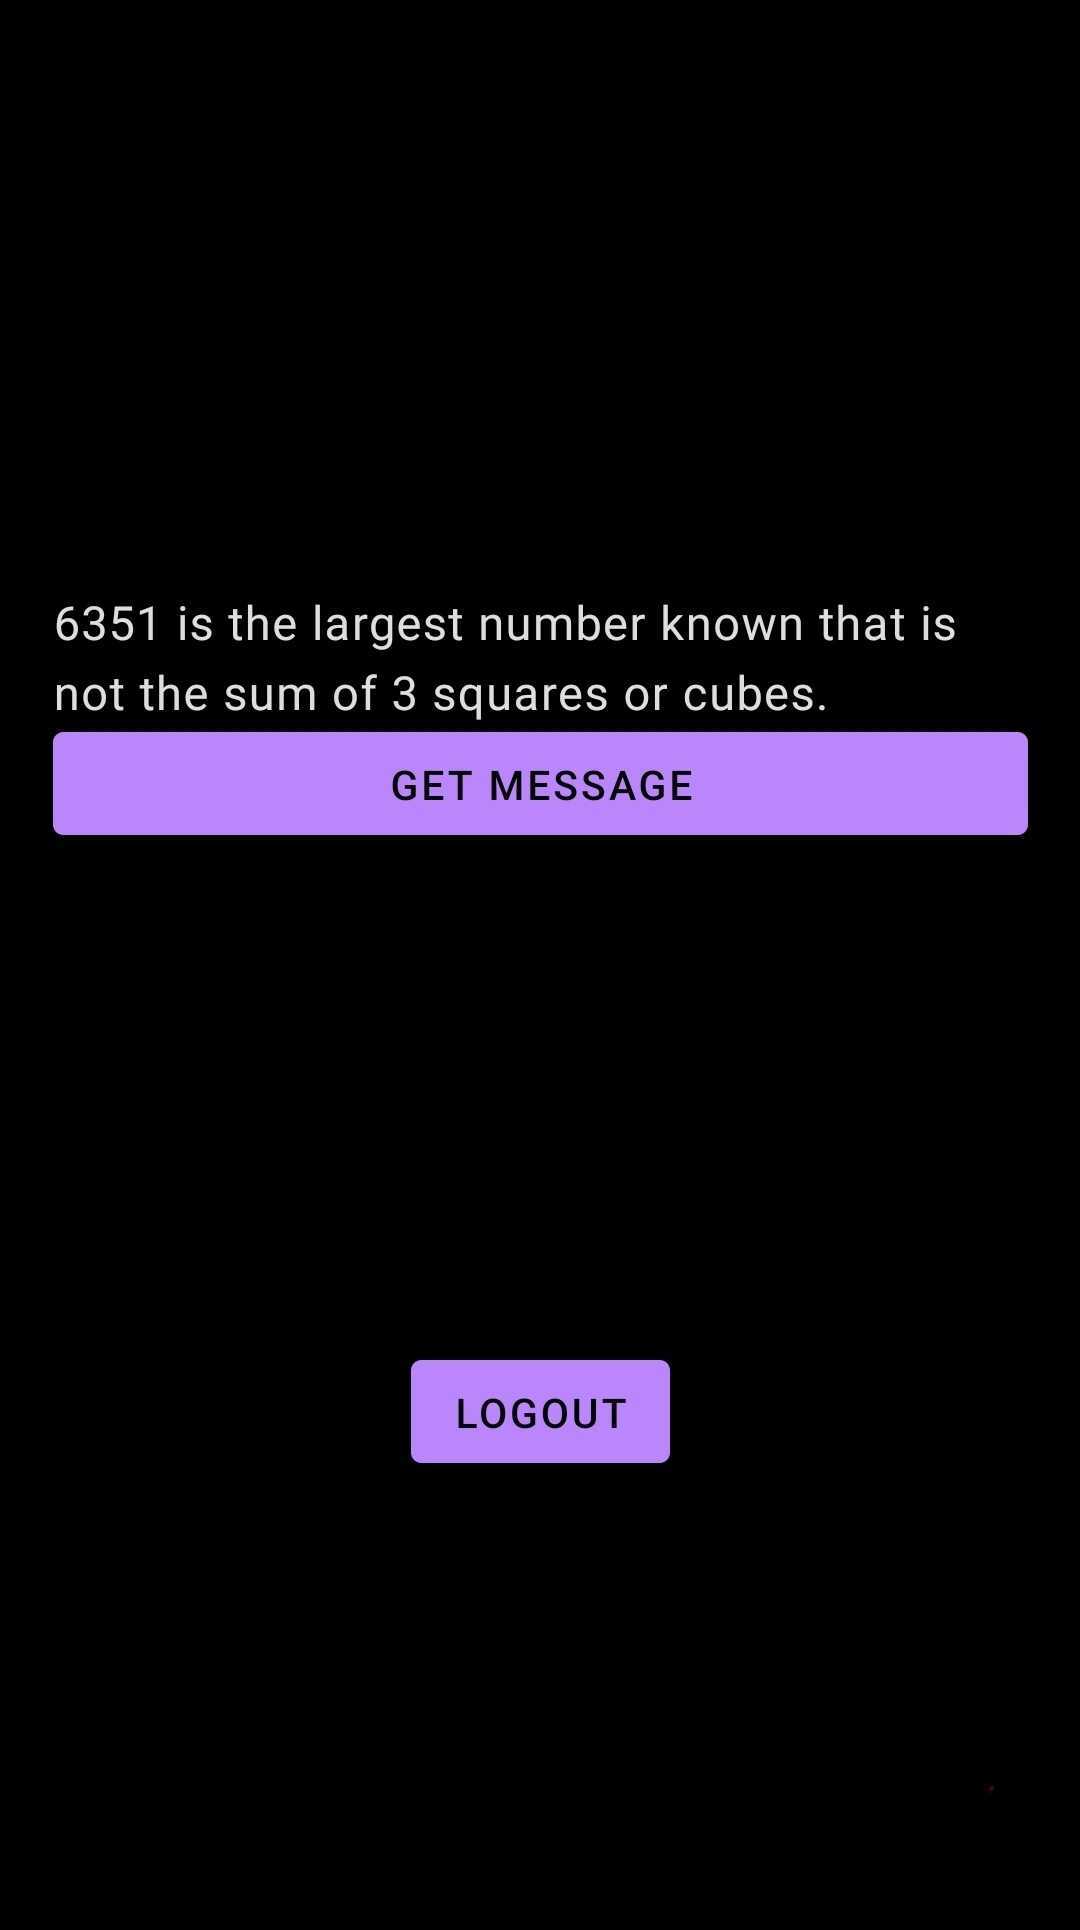 6351 is the largest number known that is
not the sum of 3 squares or cubes.
GET MESSAGE
LOGOUT